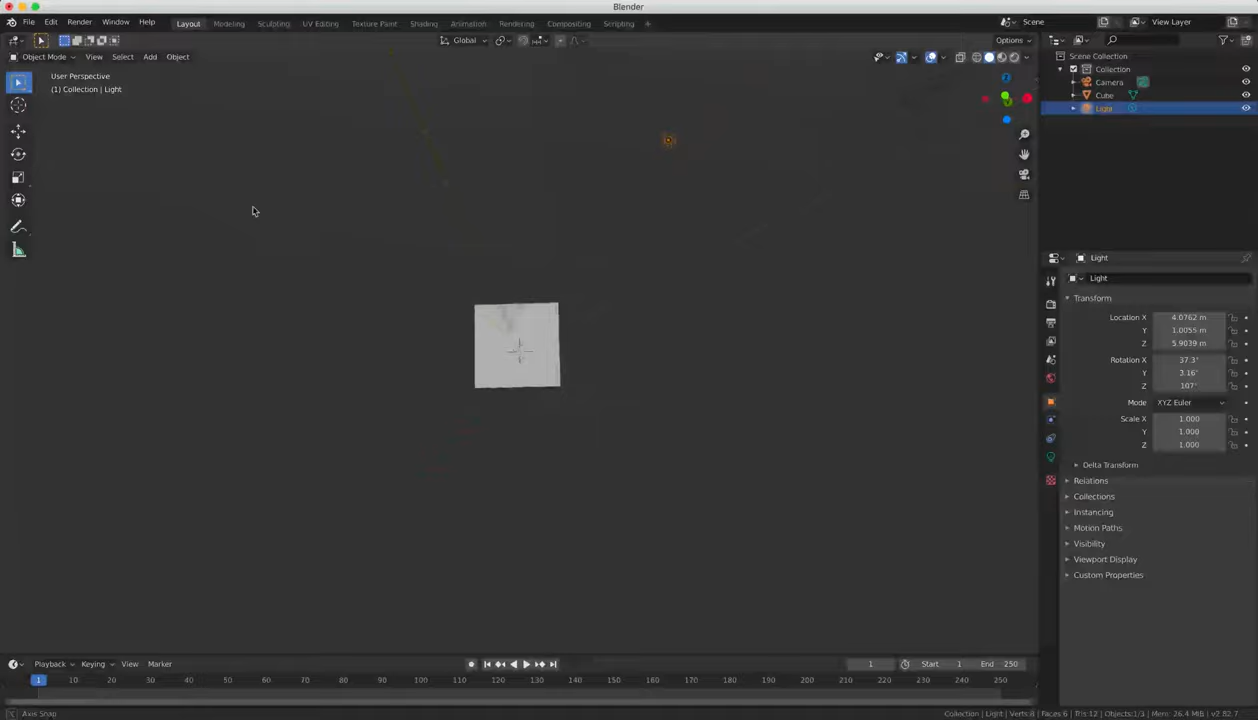 Blender
File Edit Render Window Help
Layout Modeling Sculpting UV Editing Texture Paint Shading Animation Rendering Compositing Scripting +
Scene
View Layer
Global
Options
Object Mode View Select Add Object
User Perspective
(1) Collection | Light
Scene Collection
Collection
Camera
Cube
Light
Light
Light
Transform
Location X 4.0762 m
Y 1.0055 m
Z 5.9039 m
Rotation X 37.3°
Y 3.16°
Z 107°
Mode XYZ Euler
Scale X 1.000
Y 1.000
Z 1.000
Delta Transform
Relations
Collections
Instancing
Motion Paths
Visibility
Viewport Display
Custom Properties
Playback Keying View Marker
1 Start 1 End 250
1 10 20 30 40 50 60 70 80 90 100 110 120 130 140 150 160 170 180 190 200 210 220 230 240 250
Axis Snap
Collection | Light | Verts:8 | Faces:6 | Tris:12 | Objects:1/3 | Mem: 26.4 MiB | v2.82.7